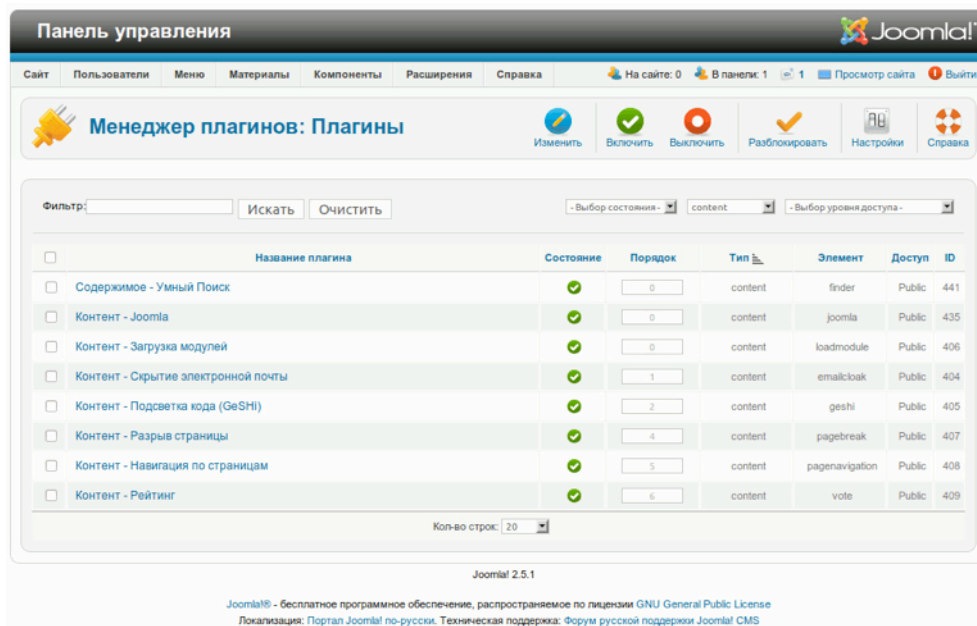 Панель управления
Joomla!
Сайт Пользователи Меню Материалы Компоненты Расширения Справка На сайте: 0 В панели: 1 1 Просмотр сайта Выйти
Менеджер плагинов: Плагины
Изменить Включить Выключить Разблокировать Настройки Справка
Фильтр: Искать Очистить - Выбор состояния - content - Выбор уровня доступа -
Название плагина Состояние Порядок Тип Элемент Доступ ID
Содержимое - Умный Поиск 0 content finder Public 441
Контент - Joomla 0 content joomla Public 435
Контент - Загрузка модулей 0 content loadmodule Public 406
Контент - Скрытие электронной почты 1 content emailcloak Public 404
Контент - Подсветка кода (GeSHi) 2 content geshi Public 405
Контент - Разрыв страницы 4 content pagebreak Public 407
Контент - Навигация по страницам 5 content pagenavigation Public 408
Контент - Рейтинг 6 content vote Public 409
Кол-во строк: 20
Joomla! 2.5.1
Joomla!® - бесплатное программное обеспечение, распространяемое по лицензии GNU General Public License
Локализация: Портал Joomla! по-русски. Техническая поддержка: Форум русской поддержки Joomla! CMS